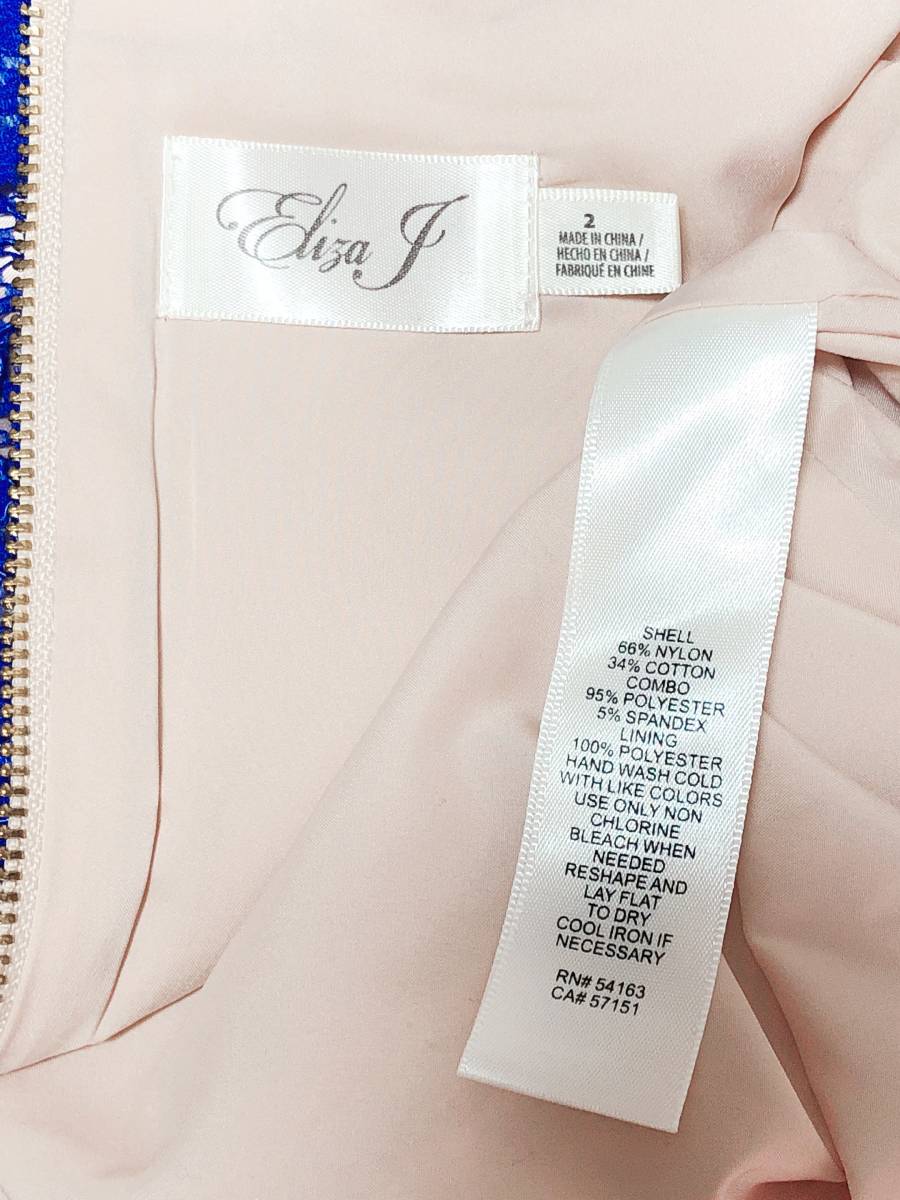 Eliza J
2
MADE IN CHINA /
HECHO EN CHINA /
FABRIQUÉ EN CHINE
SHELL
66% NYLON
34% COTTON
COMBO
95% POLYESTER
5% SPANDEX
LINING
100% POLYESTER
HAND WASH COLD
WITH LIKE COLORS
USE ONLY NON
CHLORINE
BLEACH WHEN
NEEDED
RESHAPE AND
LAY FLAT
TO DRY
COOL IRON IF
NECESSARY
RN# 54163
CA# 57151